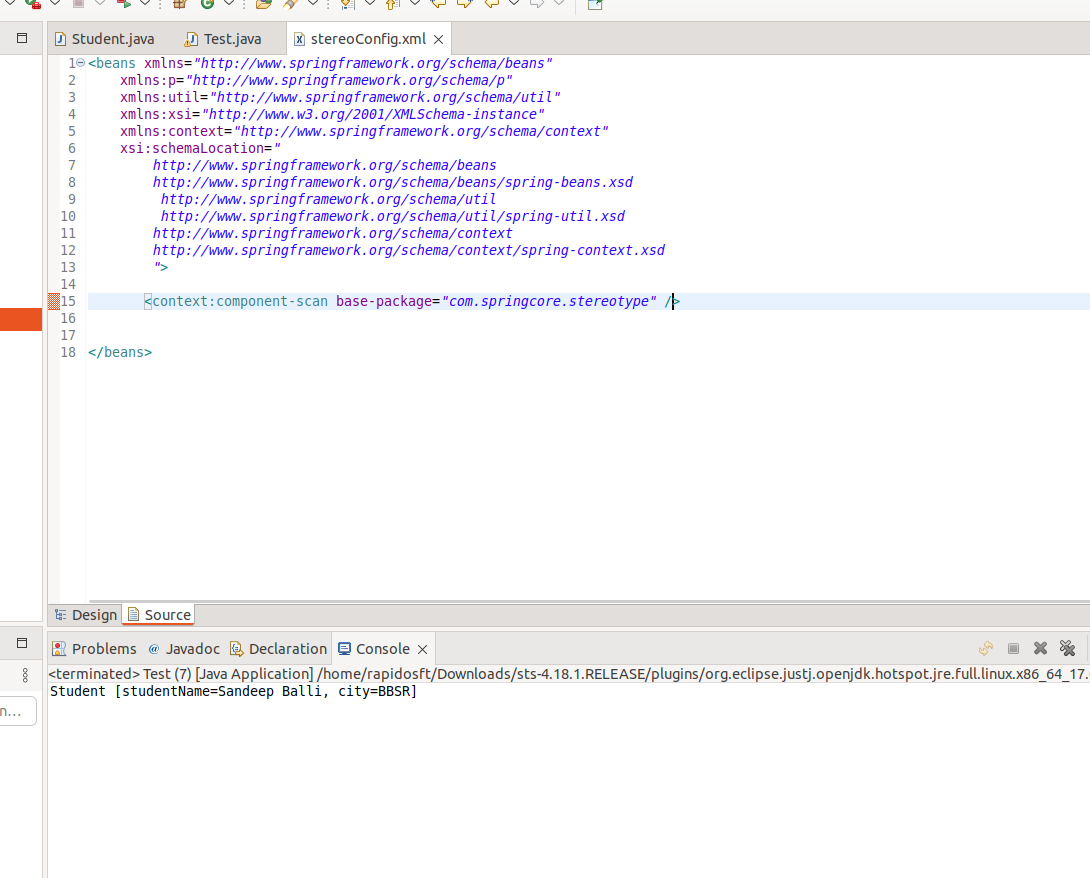 Student.java Test.java stereoConfig.xml
1 <beans xmlns="http://www.springframework.org/schema/beans"
2 xmlns:p="http://www.springframework.org/schema/p"
3 xmlns:util="http://www.springframework.org/schema/util"
4 xmlns:xsi="http://www.w3.org/2001/XMLSchema-instance"
5 xmlns:context="http://www.springframework.org/schema/context"
6 xsi:schemaLocation="
7 http://www.springframework.org/schema/beans
8 http://www.springframework.org/schema/beans/spring-beans.xsd
9 http://www.springframework.org/schema/util
10 http://www.springframework.org/schema/util/spring-util.xsd
11 http://www.springframework.org/schema/context
12 http://www.springframework.org/schema/context/spring-context.xsd
13 ">
14
15 <context:component-scan base-package="com.springcore.stereotype" />
16
17
18 </beans>
Design Source
Problems @ Javadoc Declaration Console
<terminated> Test (7) [Java Application] /home/rapidosft/Downloads/sts-4.18.1.RELEASE/plugins/org.eclipse.justj.openjdk.hotspot.jre.full.linux.x86_64_17.
Student [studentName=Sandeep Balli, city=BBSR]
n...